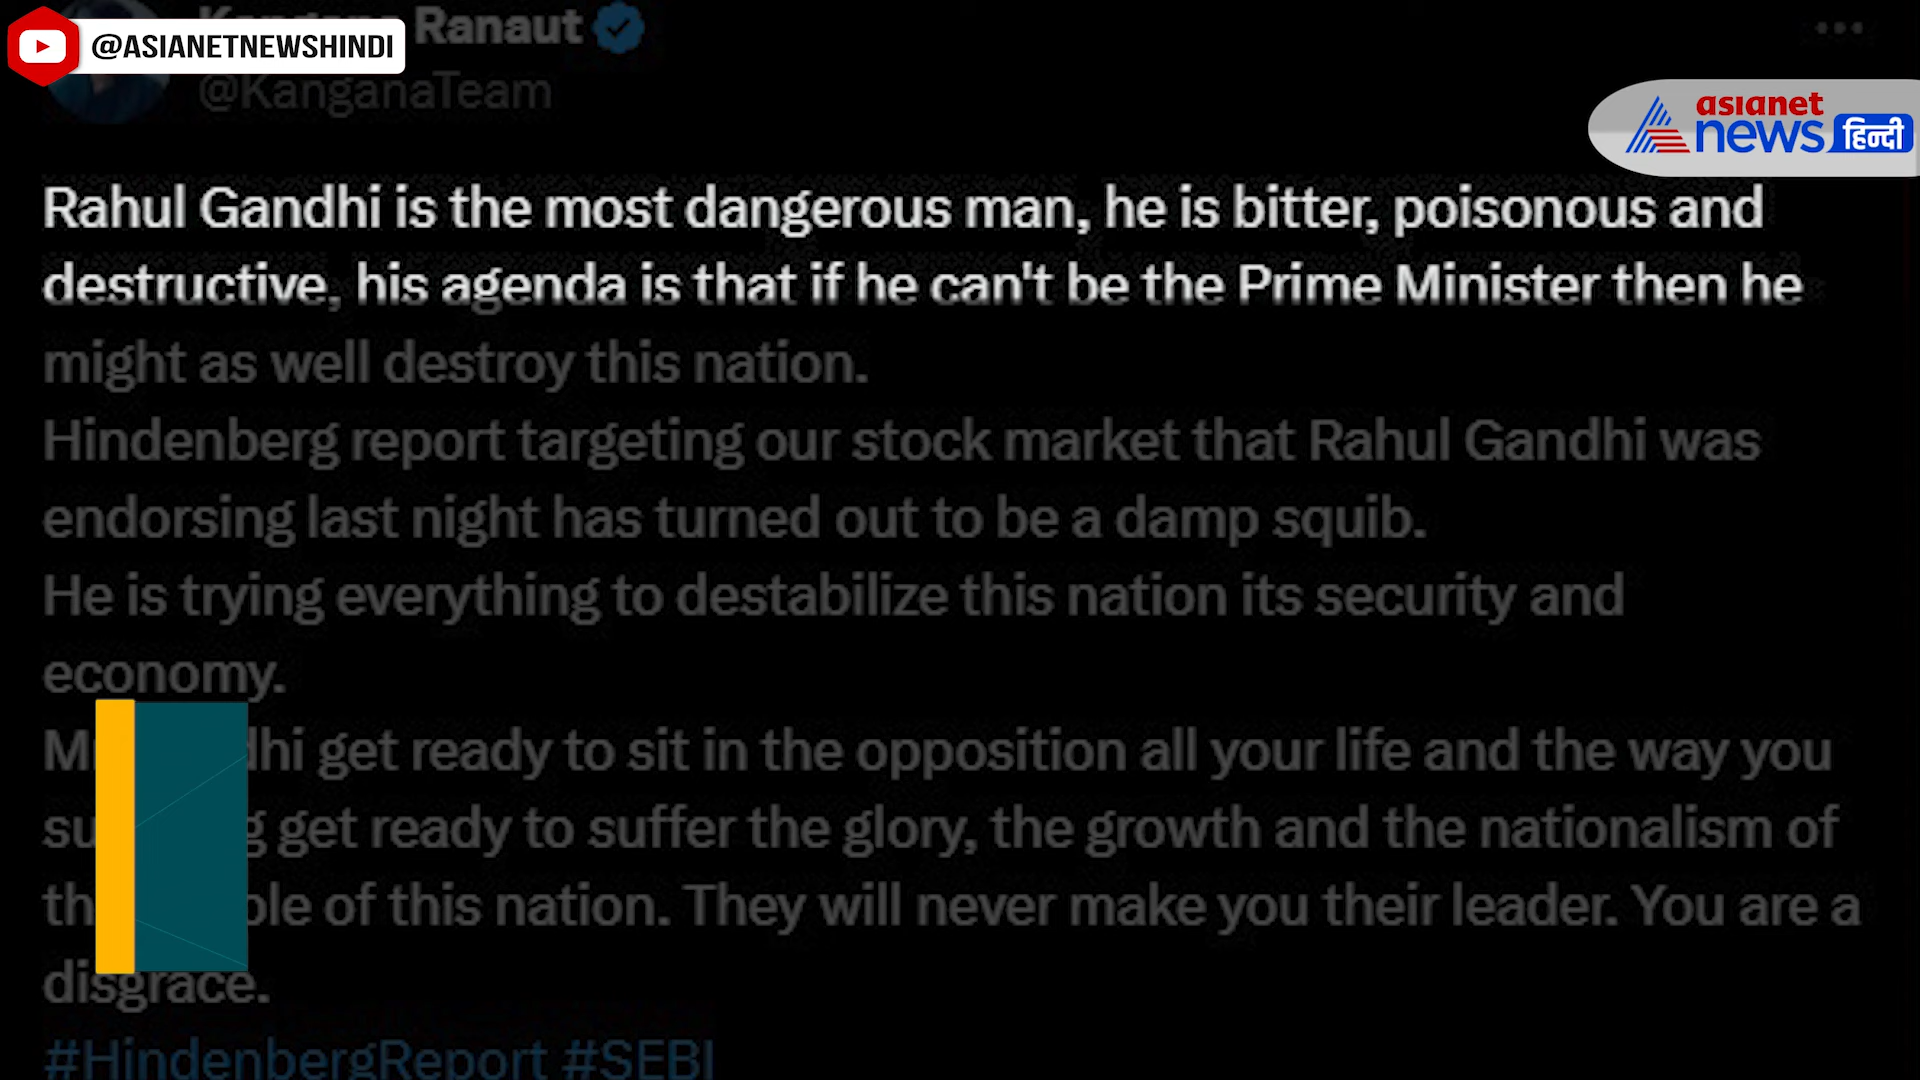 @ASIANETNEWSHINDI
Ranaut
@KanganaTeam
asianet
news हिन्दी
Rahul Gandhi is the most dangerous man, he is bitter, poisonous and
destructive, his agenda is that if he can't be the Prime Minister then he
might as well destroy this nation.
Hindenberg report targeting our stock market that Rahul Gandhi was
endorsing last night has turned out to be a damp squib.
He is trying everything to destabilize this nation its security and
economy.
get ready to sit in the opposition all your life and the way you
get ready to suffer the glory, the growth and the nationalism of
of this nation. They will never make you their leader. You are a
disgrace.
#HindenbergReport #SEBI